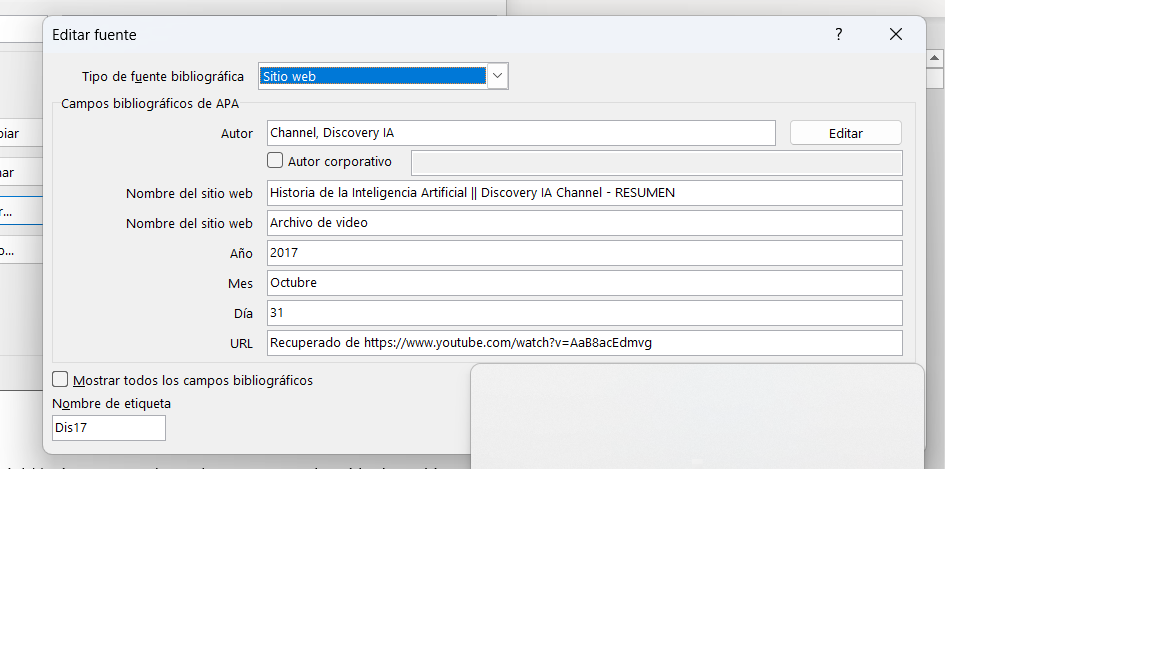 Editar fuente ?
Tipo de fuente bibliográfica Sitio web
Campos bibliográficos de APA
Autor Channel, Discovery IA Editar
Autor corporativo
Nombre del sitio web Historia de la Inteligencia Artificial || Discovery IA Channel - RESUMEN
Nombre del sitio web Archivo de video
Año 2017
Mes Octubre
Día 31
URL Recuperado de https://www.youtube.com/watch?v=AaB8acEdmvg
Mostrar todos los campos bibliográficos
Nombre de etiqueta
Dis17